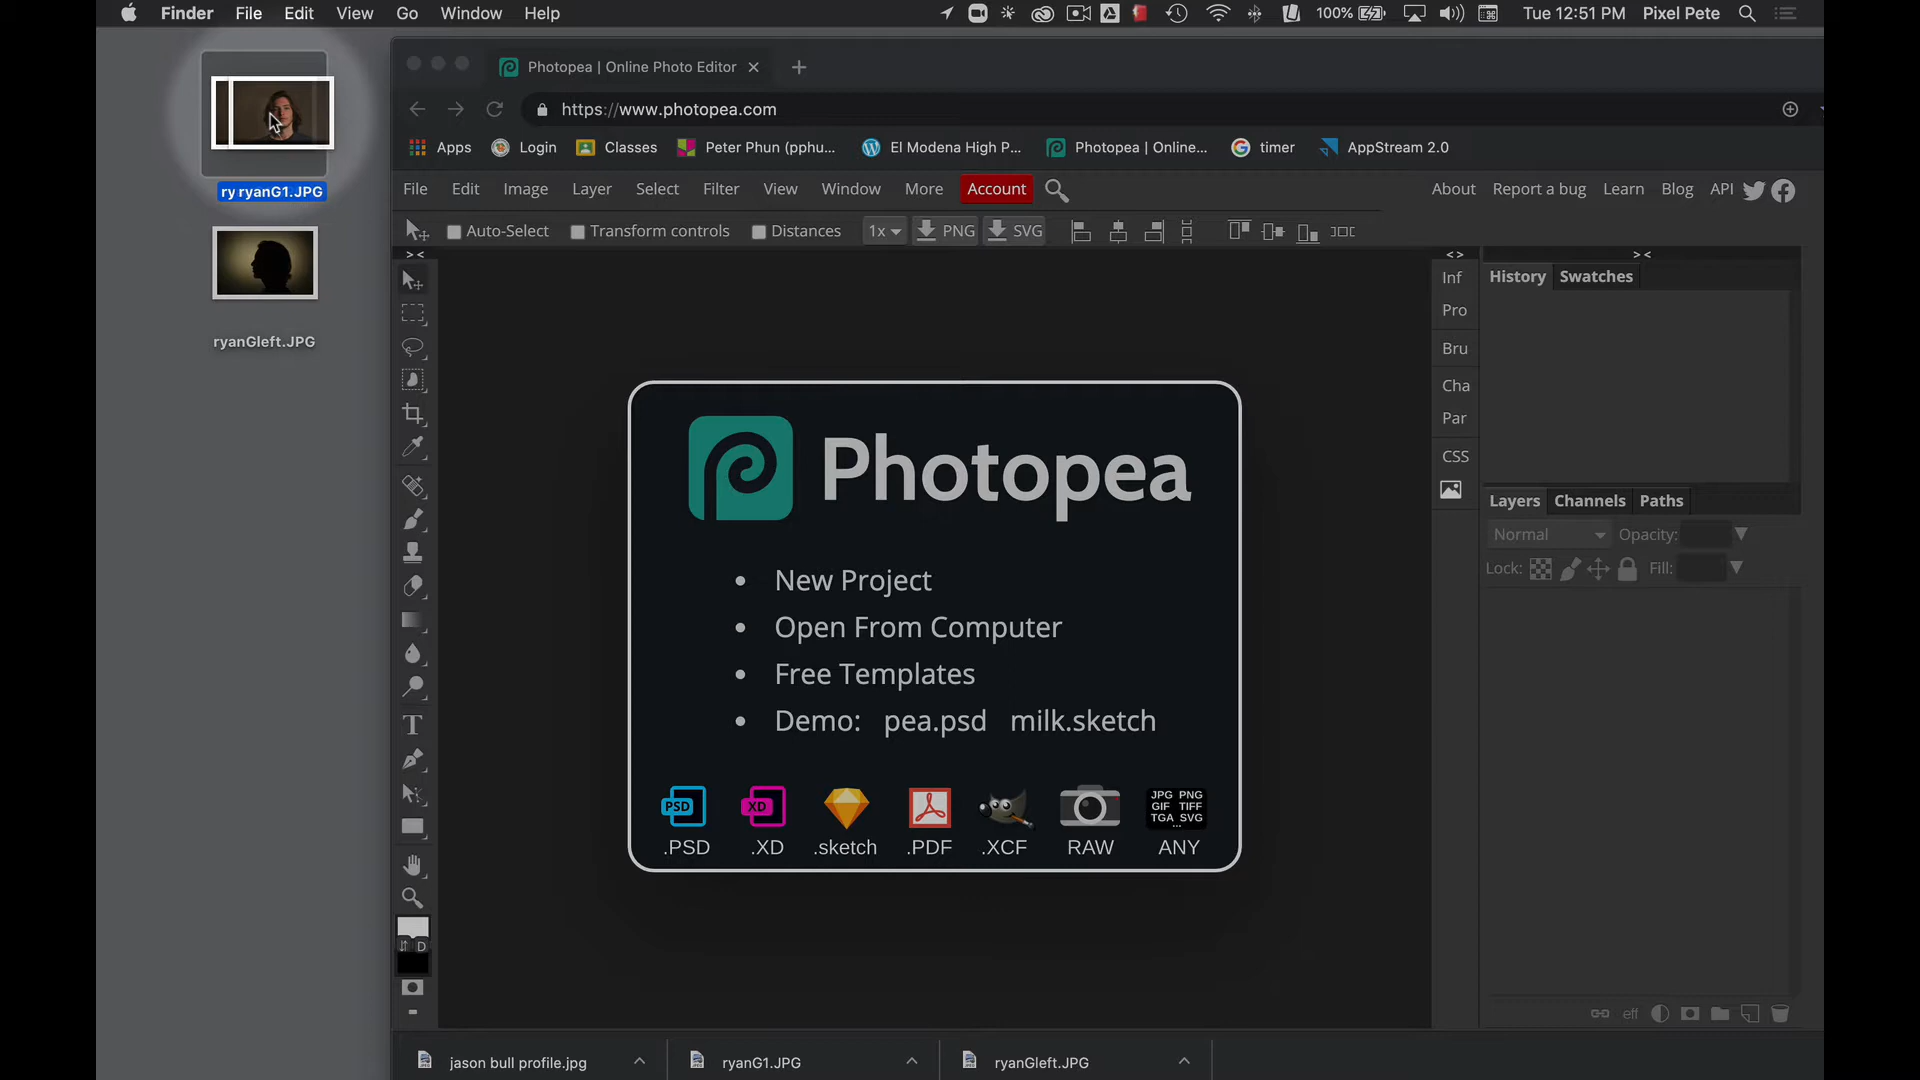 Finder File Edit View Go Window Help 100% Tue 12:51 PM Pixel Pete
ry ryanG1.JPG
ryanGleft.JPG
Photopea | Online Photo Editor
https://www.photopea.com
Apps Login Classes Peter Phun (pphu... El Modena High P... Photopea | Online... timer AppStream 2.0
File Edit Image Layer Select Filter View Window More Account About Report a bug Learn Blog API
Auto-Select Transform controls Distances 1x PNG SVG
> < < > > <
Inf
Pro
Bru
Cha
Par
CSS
History Swatches
Layers Channels Paths
Normal Opacity:
Lock: Fill:
eff
T
D
Photopea
• New Project
• Open From Computer
• Free Templates
• Demo: pea.psd milk.sketch
PSD XD JPG PNG
GIF TIFF
TGA SVG
...
.PSD .XD .sketch .PDF .XCF RAW ANY
jason bull profile.jpg ryanG1.JPG ryanGleft.JPG